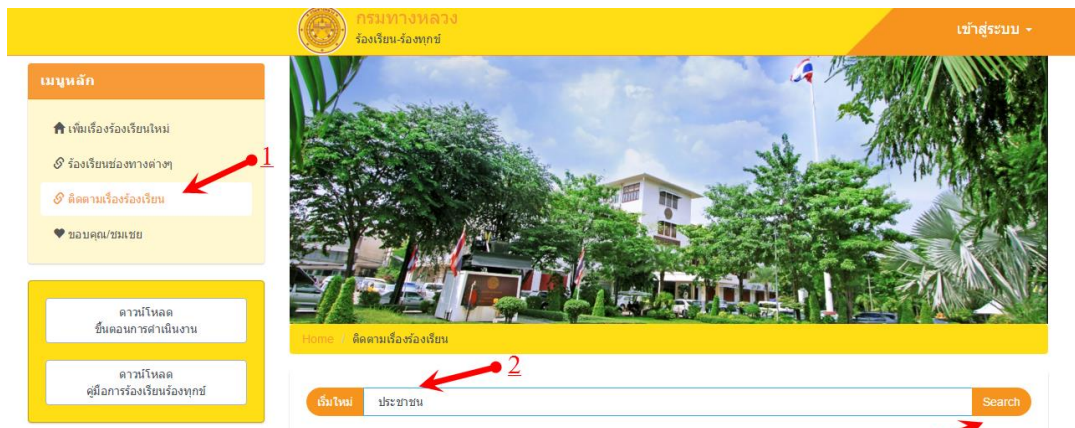 กรมทางหลวง
ร้องเรียน-ร้องทุกข์
เข้าสู่ระบบ
เมนูหลัก
เพิ่มเรื่องร้องเรียนใหม่
ร้องเรียนช่องทางต่างๆ
1
ติดตามเรื่องร้องเรียน
ขอบคุณ/ชมเชย
ดาวน์โหลด
ขั้นตอนการดำเนินงาน
ดาวน์โหลด
คู่มือการร้องเรียนร้องทุกข์
Home / ติดตามเรื่องร้องเรียน
2
เริ่มใหม่ ประชาชน Search